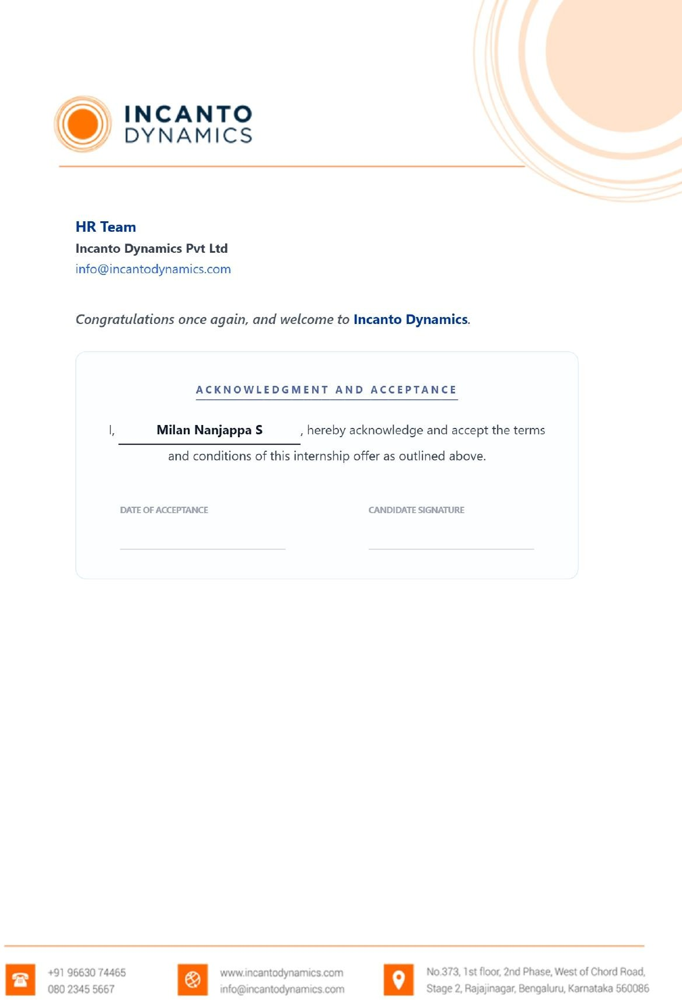 INCANTO
DYNAMICS
HR Team
Incanto Dynamics Pvt Ltd
info@incantodynamics.com
Congratulations once again, and welcome to Incanto Dynamics.
ACKNOWLEDGMENT AND ACCEPTANCE
I, Milan Nanjappa S, hereby acknowledge and accept the terms
and conditions of this internship offer as outlined above.
DATE OF ACCEPTANCE
CANDIDATE SIGNATURE
+91 96630 74465
080 2345 5667
www.incantodynamics.com
info@incantodynamics.com
No.373, 1st floor, 2nd Phase, West of Chord Road,
Stage 2, Rajajinagar, Bengaluru, Karnataka 560086